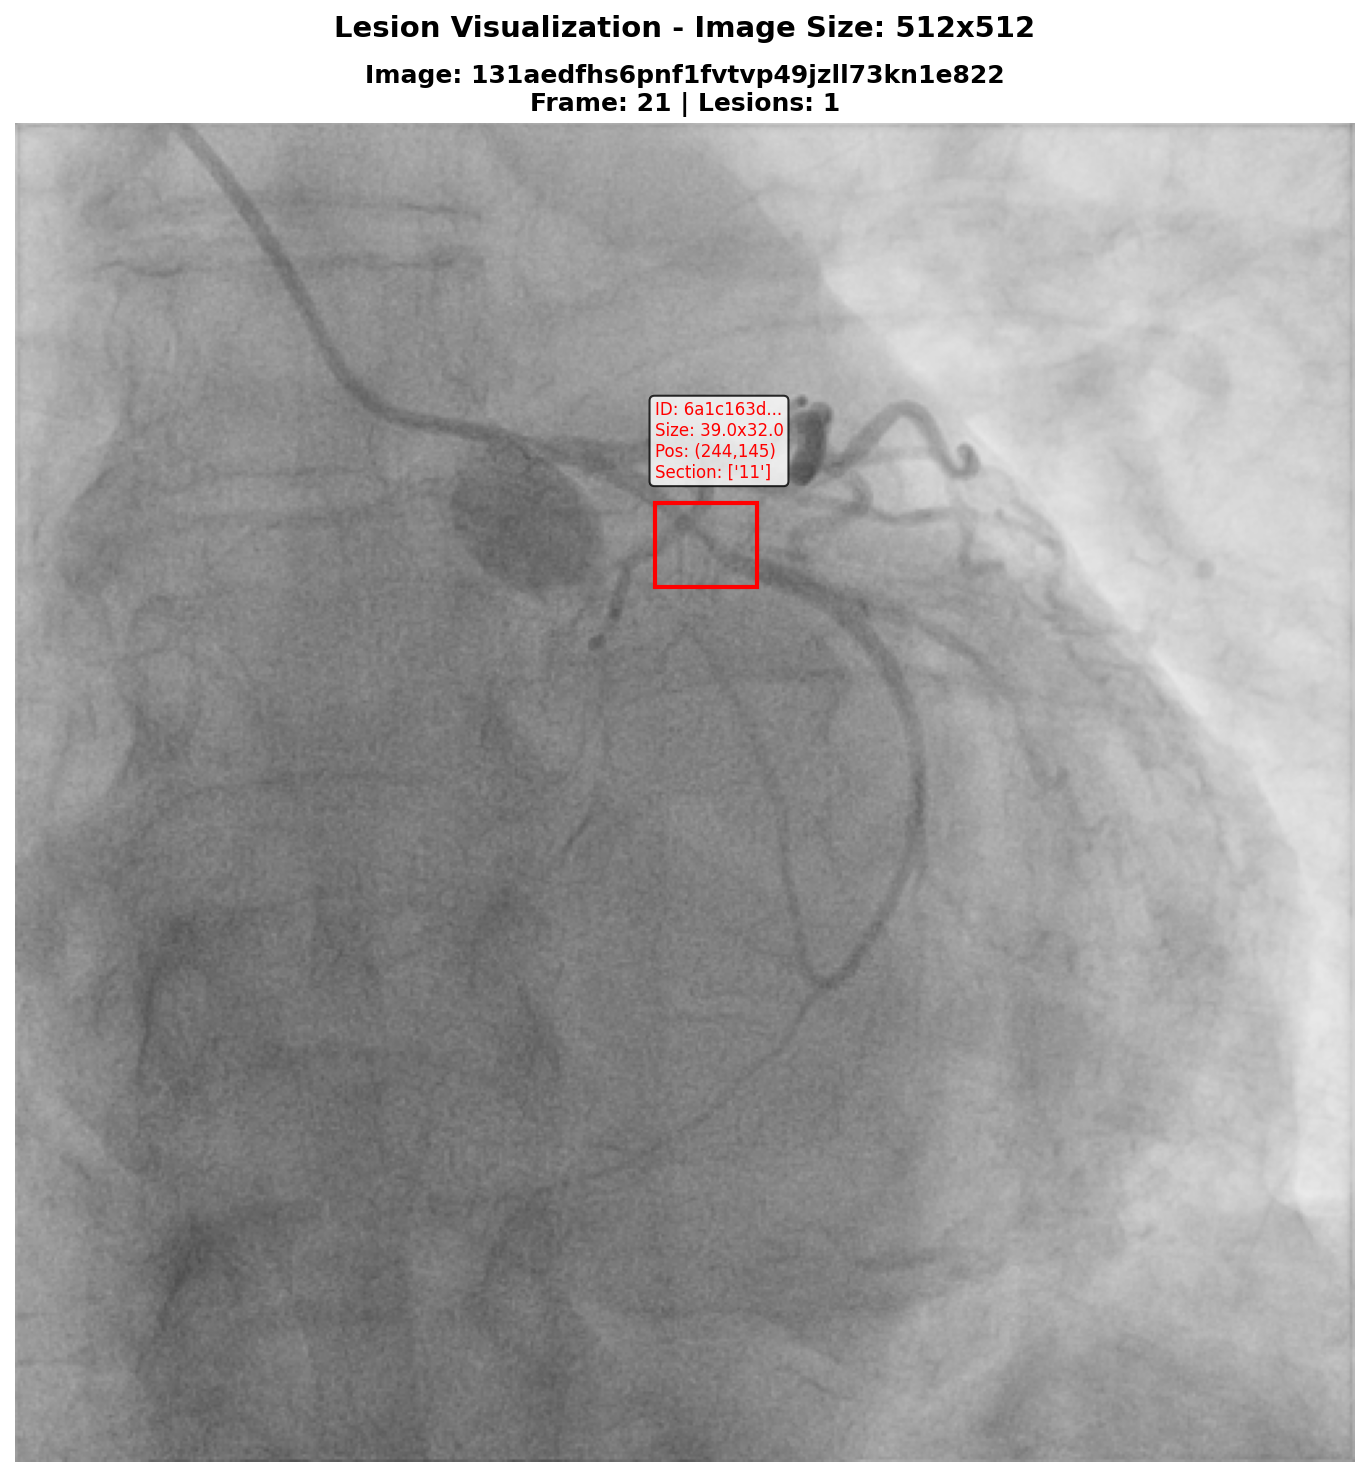 Lesion Visualization - Image Size: 512x512
Image: 131aedfhs6pnf1fvtvp49jzll73kn1e822
Frame: 21 | Lesions: 1
ID: 6a1c163d...
Size: 39.0x32.0
Pos: (244,145)
Section: ['11']